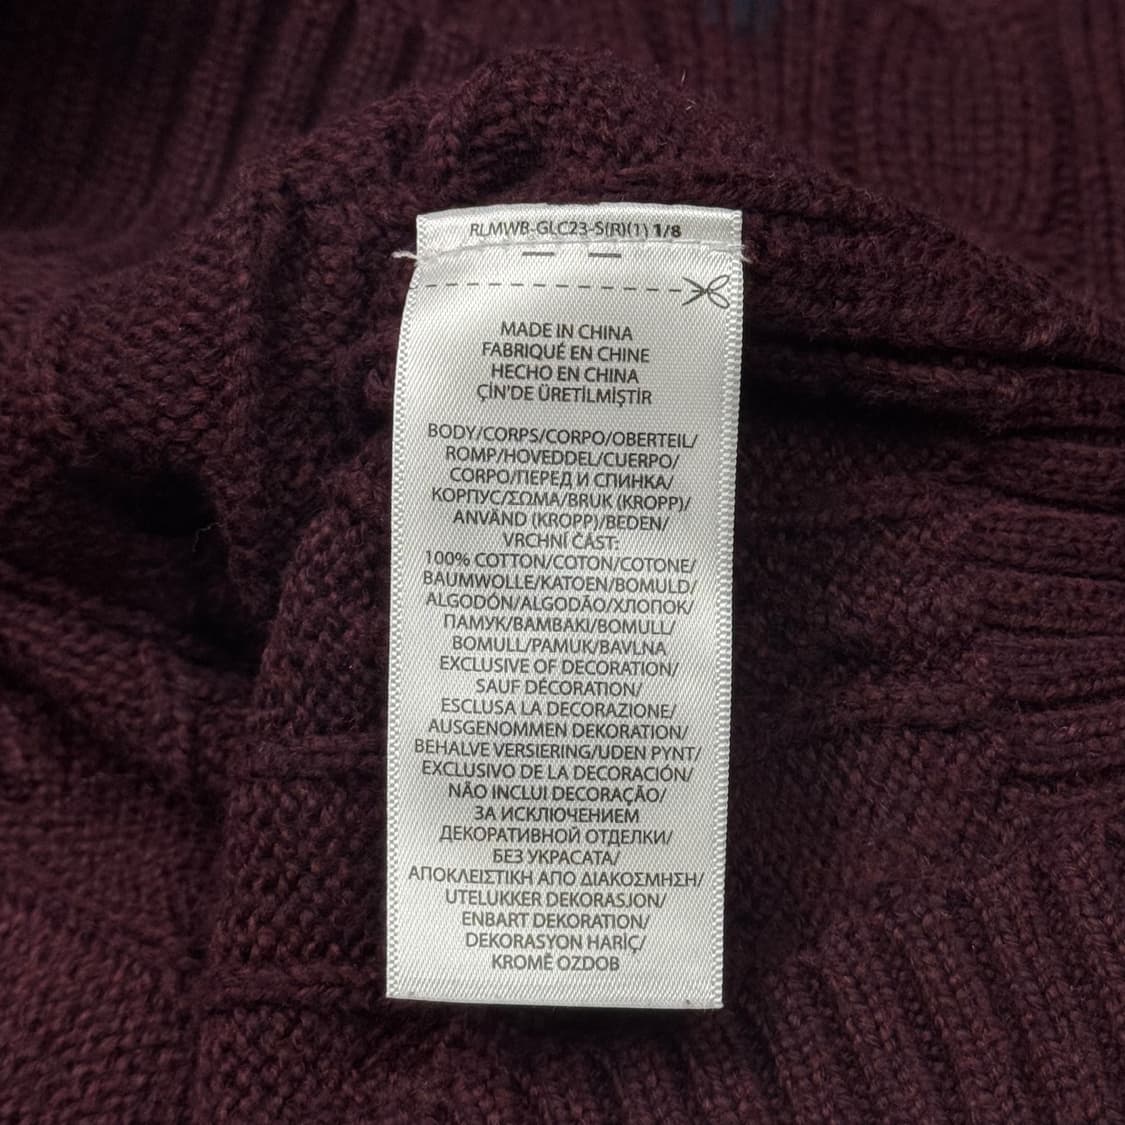 RLMWB-GLC23-S(R)(1) 1/8
MADE IN CHINA
FABRIQUÉ EN CHINE
HECHO EN CHINA
ÇİN'DE ÜRETİLMİŞTİR
BODY/CORPS/CORPO/OBERTEIL/
ROMP/HOVEDDEL/CUERPO/
CORPO/ПЕРЕД И СПИНКА/
КОРПУС/ΣΩΜΑ/BRUK (KROPP)/
ANVÄND (KROPP)/BEDEN/
VRCHNÍ ČÁST:
100% COTTON/COTON/COTONE/
BAUMWOLLE/KATOEN/BOMULD/
ALGODÓN/ALGODÃO/ХЛОПОК/
ПАМУК/ΒΑΜΒΑΚΙ/BOMULL/
BOMULL/PAMUK/BAVLNA
EXCLUSIVE OF DECORATION/
SAUF DÉCORATION/
ESCLUSA LA DECORAZIONE/
AUSGENOMMEN DEKORATION/
BEHALVE VERSIERING/UDEN PYNT/
EXCLUSIVO DE LA DECORACIÓN/
NÃO INCLUI DECORAÇÃO/
ЗА ИСКЛЮЧЕНИЕМ
ДЕКОРАТИВНОЙ ОТДЕЛКИ/
БЕЗ УКРАСАТА/
ΑΠΟΚΛΕΙΣΤΙΚΗ ΑΠΟ ΔΙΑΚΟΣΜΗΣΗ/
UTELUKKER DEKORASJON/
ENBART DEKORATION/
DEKORASYON HARİÇ/
KROMĚ OZDOB